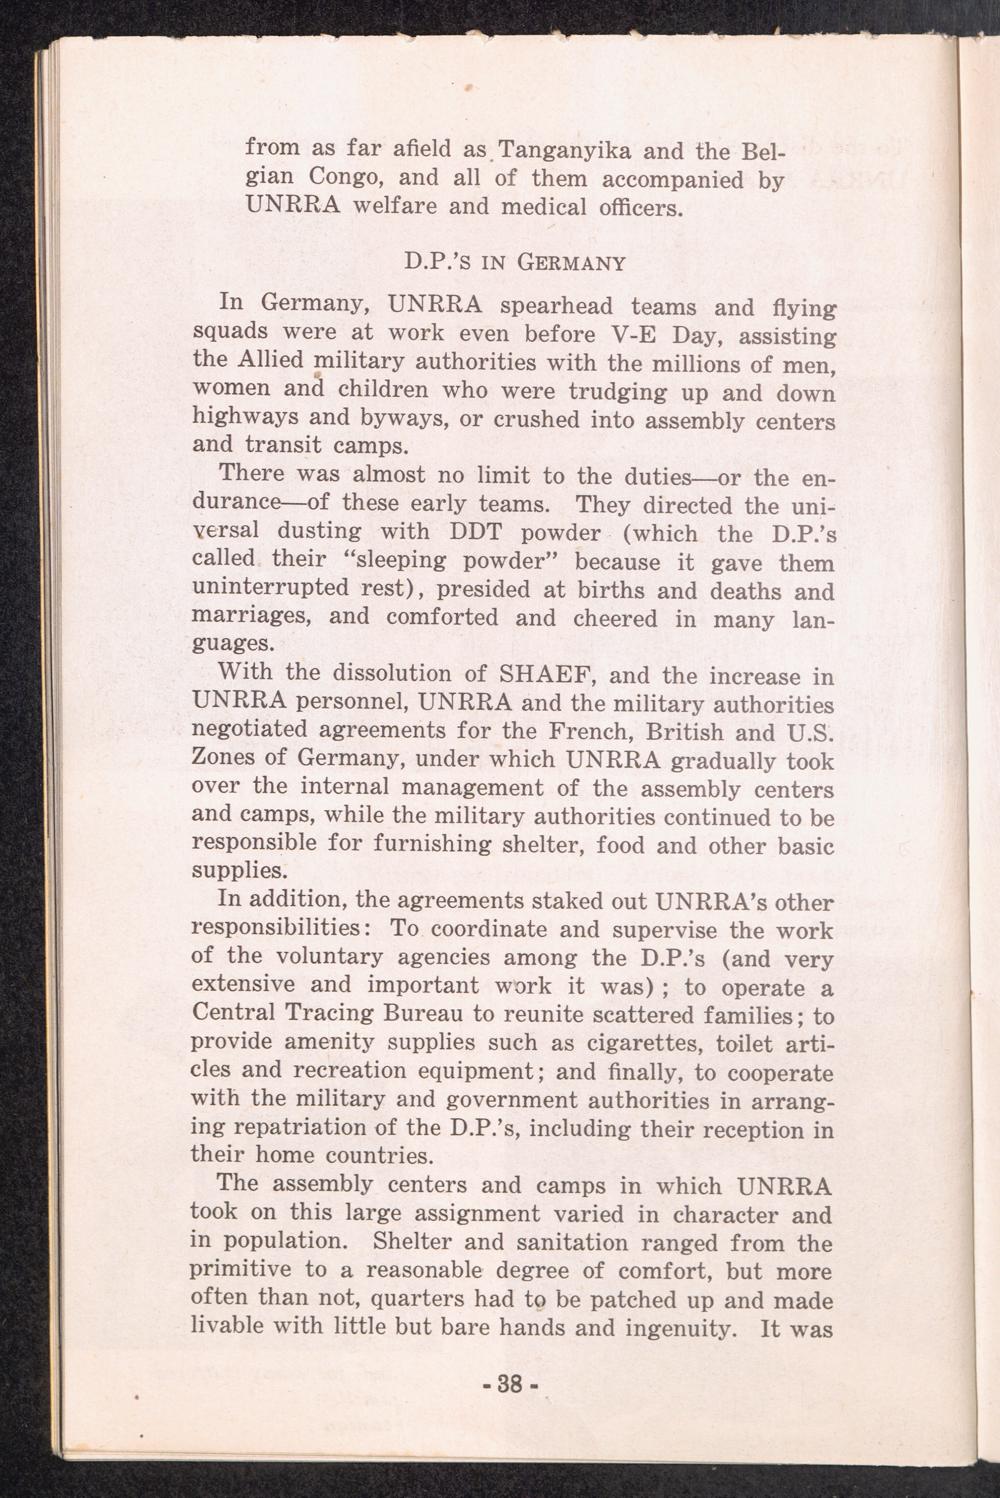 from as far afield as Tanganyika and the Bel-
gian Congo, and all of them accompanied by
UNRRA welfare and medical officers.
D.P.'S IN GERMANY
In Germany, UNRRA spearhead teams and flying
squads were at work even before V-E Day, assisting
the Allied military authorities with the millions of men,
women and children who were trudging up and down
highways and byways, or crushed into assembly centers
and transit camps.
There was almost no limit to the duties—or the en-
durance—of these early teams. They directed the uni-
versal dusting with DDT powder (which the D.P.'s
called their “sleeping powder” because it gave them
uninterrupted rest), presided at births and deaths and
marriages, and comforted and cheered in many lan-
guages.
With the dissolution of SHAEF, and the increase in
UNRRA personnel, UNRRA and the military authorities
negotiated agreements for the French, British and U.S.
Zones of Germany, under which UNRRA gradually took
over the internal management of the assembly centers
and camps, while the military authorities continued to be
responsible for furnishing shelter, food and other basic
supplies.
In addition, the agreements staked out UNRRA's other
responsibilities: To coordinate and supervise the work
of the voluntary agencies among the D.P.'s (and very
extensive and important work it was); to operate a
Central Tracing Bureau to reunite scattered families; to
provide amenity supplies such as cigarettes, toilet arti-
cles and recreation equipment; and finally, to cooperate
with the military and government authorities in arrang-
ing repatriation of the D.P.'s, including their reception in
their home countries.
The assembly centers and camps in which UNRRA
took on this large assignment varied in character and
in population. Shelter and sanitation ranged from the
primitive to a reasonable degree of comfort, but more
often than not, quarters had to be patched up and made
livable with little but bare hands and ingenuity. It was
- 38 -